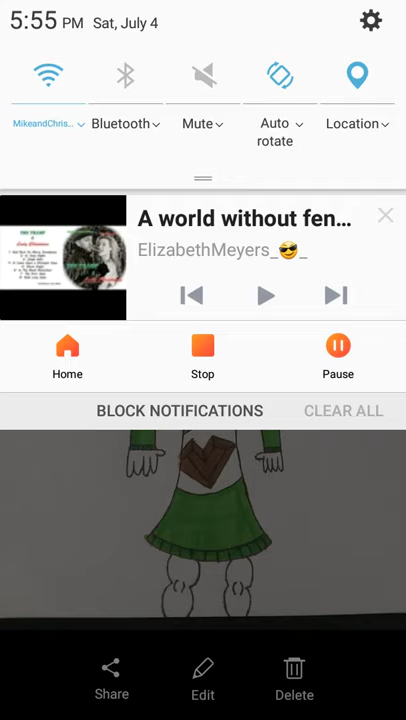 5:55 PM Sat, July 4
MikeandChris... Bluetooth Mute Auto rotate Location
A world without fen...
ElizabethMeyers_😎_
Home Stop Pause
BLOCK NOTIFICATIONS CLEAR ALL
Share Edit Delete